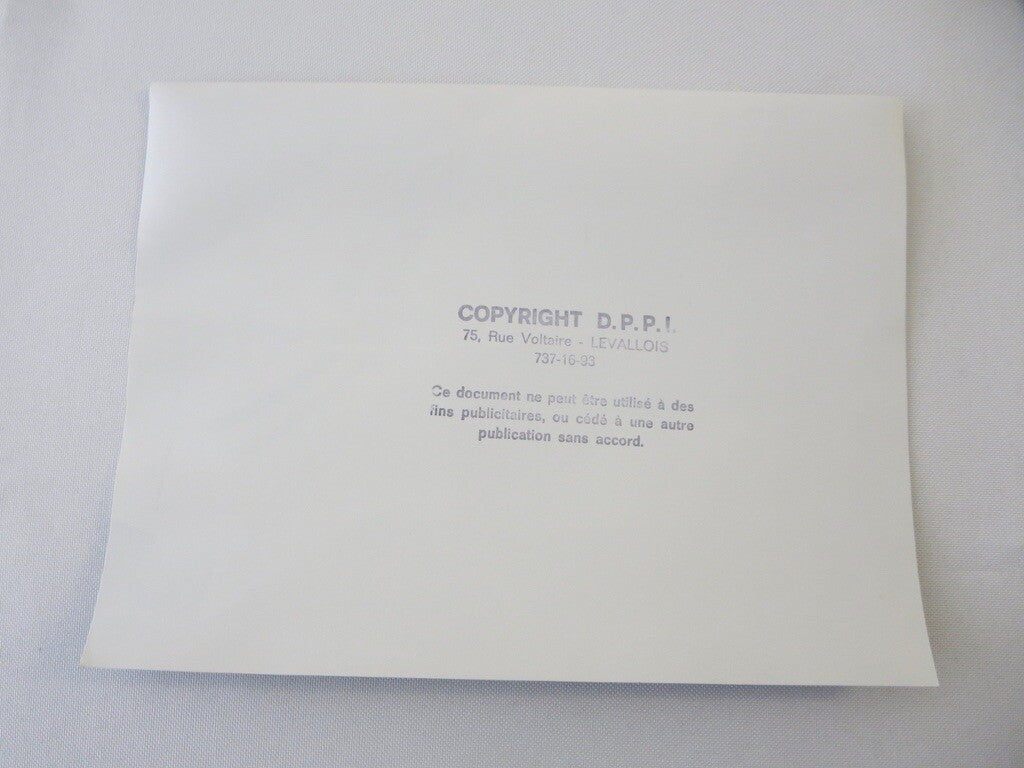 COPYRIGHT D.P.P.I.
75, Rue Voltaire - LEVALLOIS
737-16-93
Ce document ne peut être utilisé à des
fins publicitaires, ou cédé à une autre
publication sans accord.